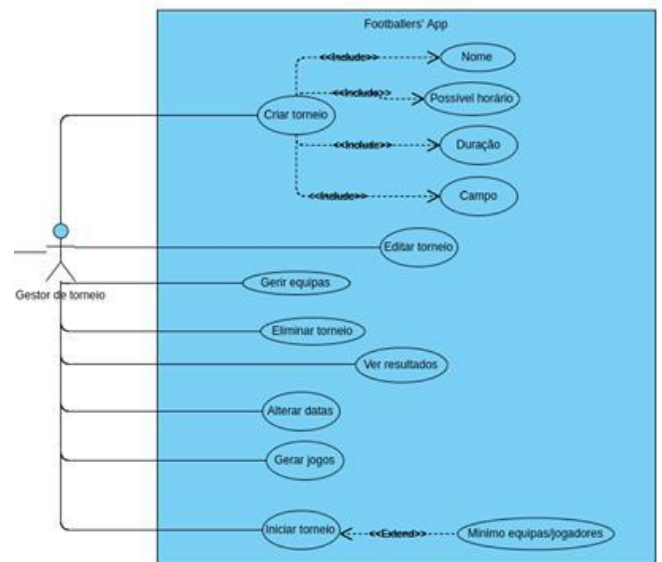 Footballers' App
<<Include>>
Nome
<<Include>>
Possível horário
Criar torneio
<<Include>>
Duração
<<Include>>
Campo
Editar torneio
Gestor de torneio
Gerir equipas
Eliminar torneio
Ver resultados
Alterar datas
Gerar jogos
Iniciar torneio
<<Extend>>
Minimo equipas/jogadores